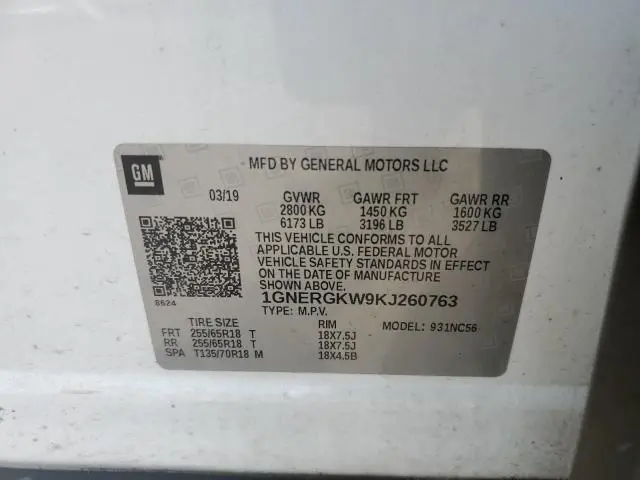 GM
MFD BY GENERAL MOTORS LLC
03/19 GVWR GAWR FRT GAWR RR
2800 KG 1450 KG 1600 KG
6173 LB 3196 LB 3527 LB
THIS VEHICLE CONFORMS TO ALL
APPLICABLE U.S. FEDERAL MOTOR
VEHICLE SAFETY STANDARDS IN EFFECT
ON THE DATE OF MANUFACTURE
SHOWN ABOVE.
8624
1GNERGKW9KJ260763
TYPE: M.P.V.
TIRE SIZE RIM MODEL: 931NC56
FRT 255/65R18 T 18X7.5J
RR 255/65R18 T 18X7.5J
SPA T135/70R18 M 18X4.5B